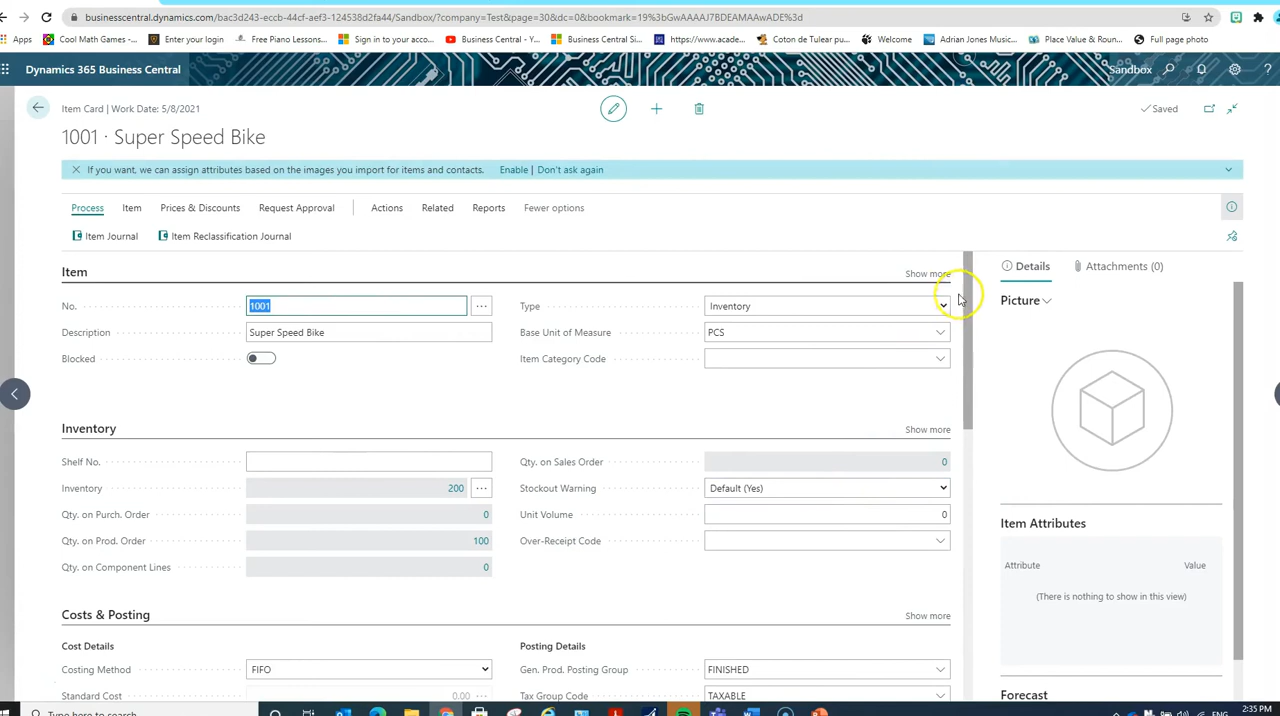 businesscentral.dynamics.com/bac3d243-eccb-44cf-aef3-124538d2fa44/Sandbox/?company=Test&page=30&dc=0&bookmark=19%3bGwAAAAJ7BDEAMAAwADE%3d
Apps Cool Math Games -... Enter your login Free Piano Lessons... Sign in to your acco... Business Central -... Business Central Si... https://www.acade... Coton de Tulear pu... Welcome Adrian Jones Music... Place Value & Roun... Full page photo
Dynamics 365 Business Central Sandbox
Item Card | Work Date: 5/8/2021 Saved
1001 · Super Speed Bike
If you want, we can assign attributes based on the images you import for items and contacts. Enable | Don't ask again
Process Item Prices & Discounts Request Approval Actions Related Reports Fewer options
Item Journal Item Reclassification Journal
Item Show more
No. 1001 Type Inventory
Description Super Speed Bike Base Unit of Measure PCS
Blocked Item Category Code
Inventory Show more
Shelf No. Qty. on Sales Order 0
Inventory 200 Stockout Warning Default (Yes)
Qty. on Purch. Order 0 Unit Volume 0
Qty. on Prod. Order 100 Over-Receipt Code
Qty. on Component Lines 0
Costs & Posting Show more
Cost Details Posting Details
Costing Method FIFO Gen. Prod. Posting Group FINISHED
Standard Cost 0.00 Tax Group Code TAXABLE
Details Attachments (0)
Picture
Item Attributes
Attribute Value
(There is nothing to show in this view)
Forecast
Type here to search ENG 2:35 PM